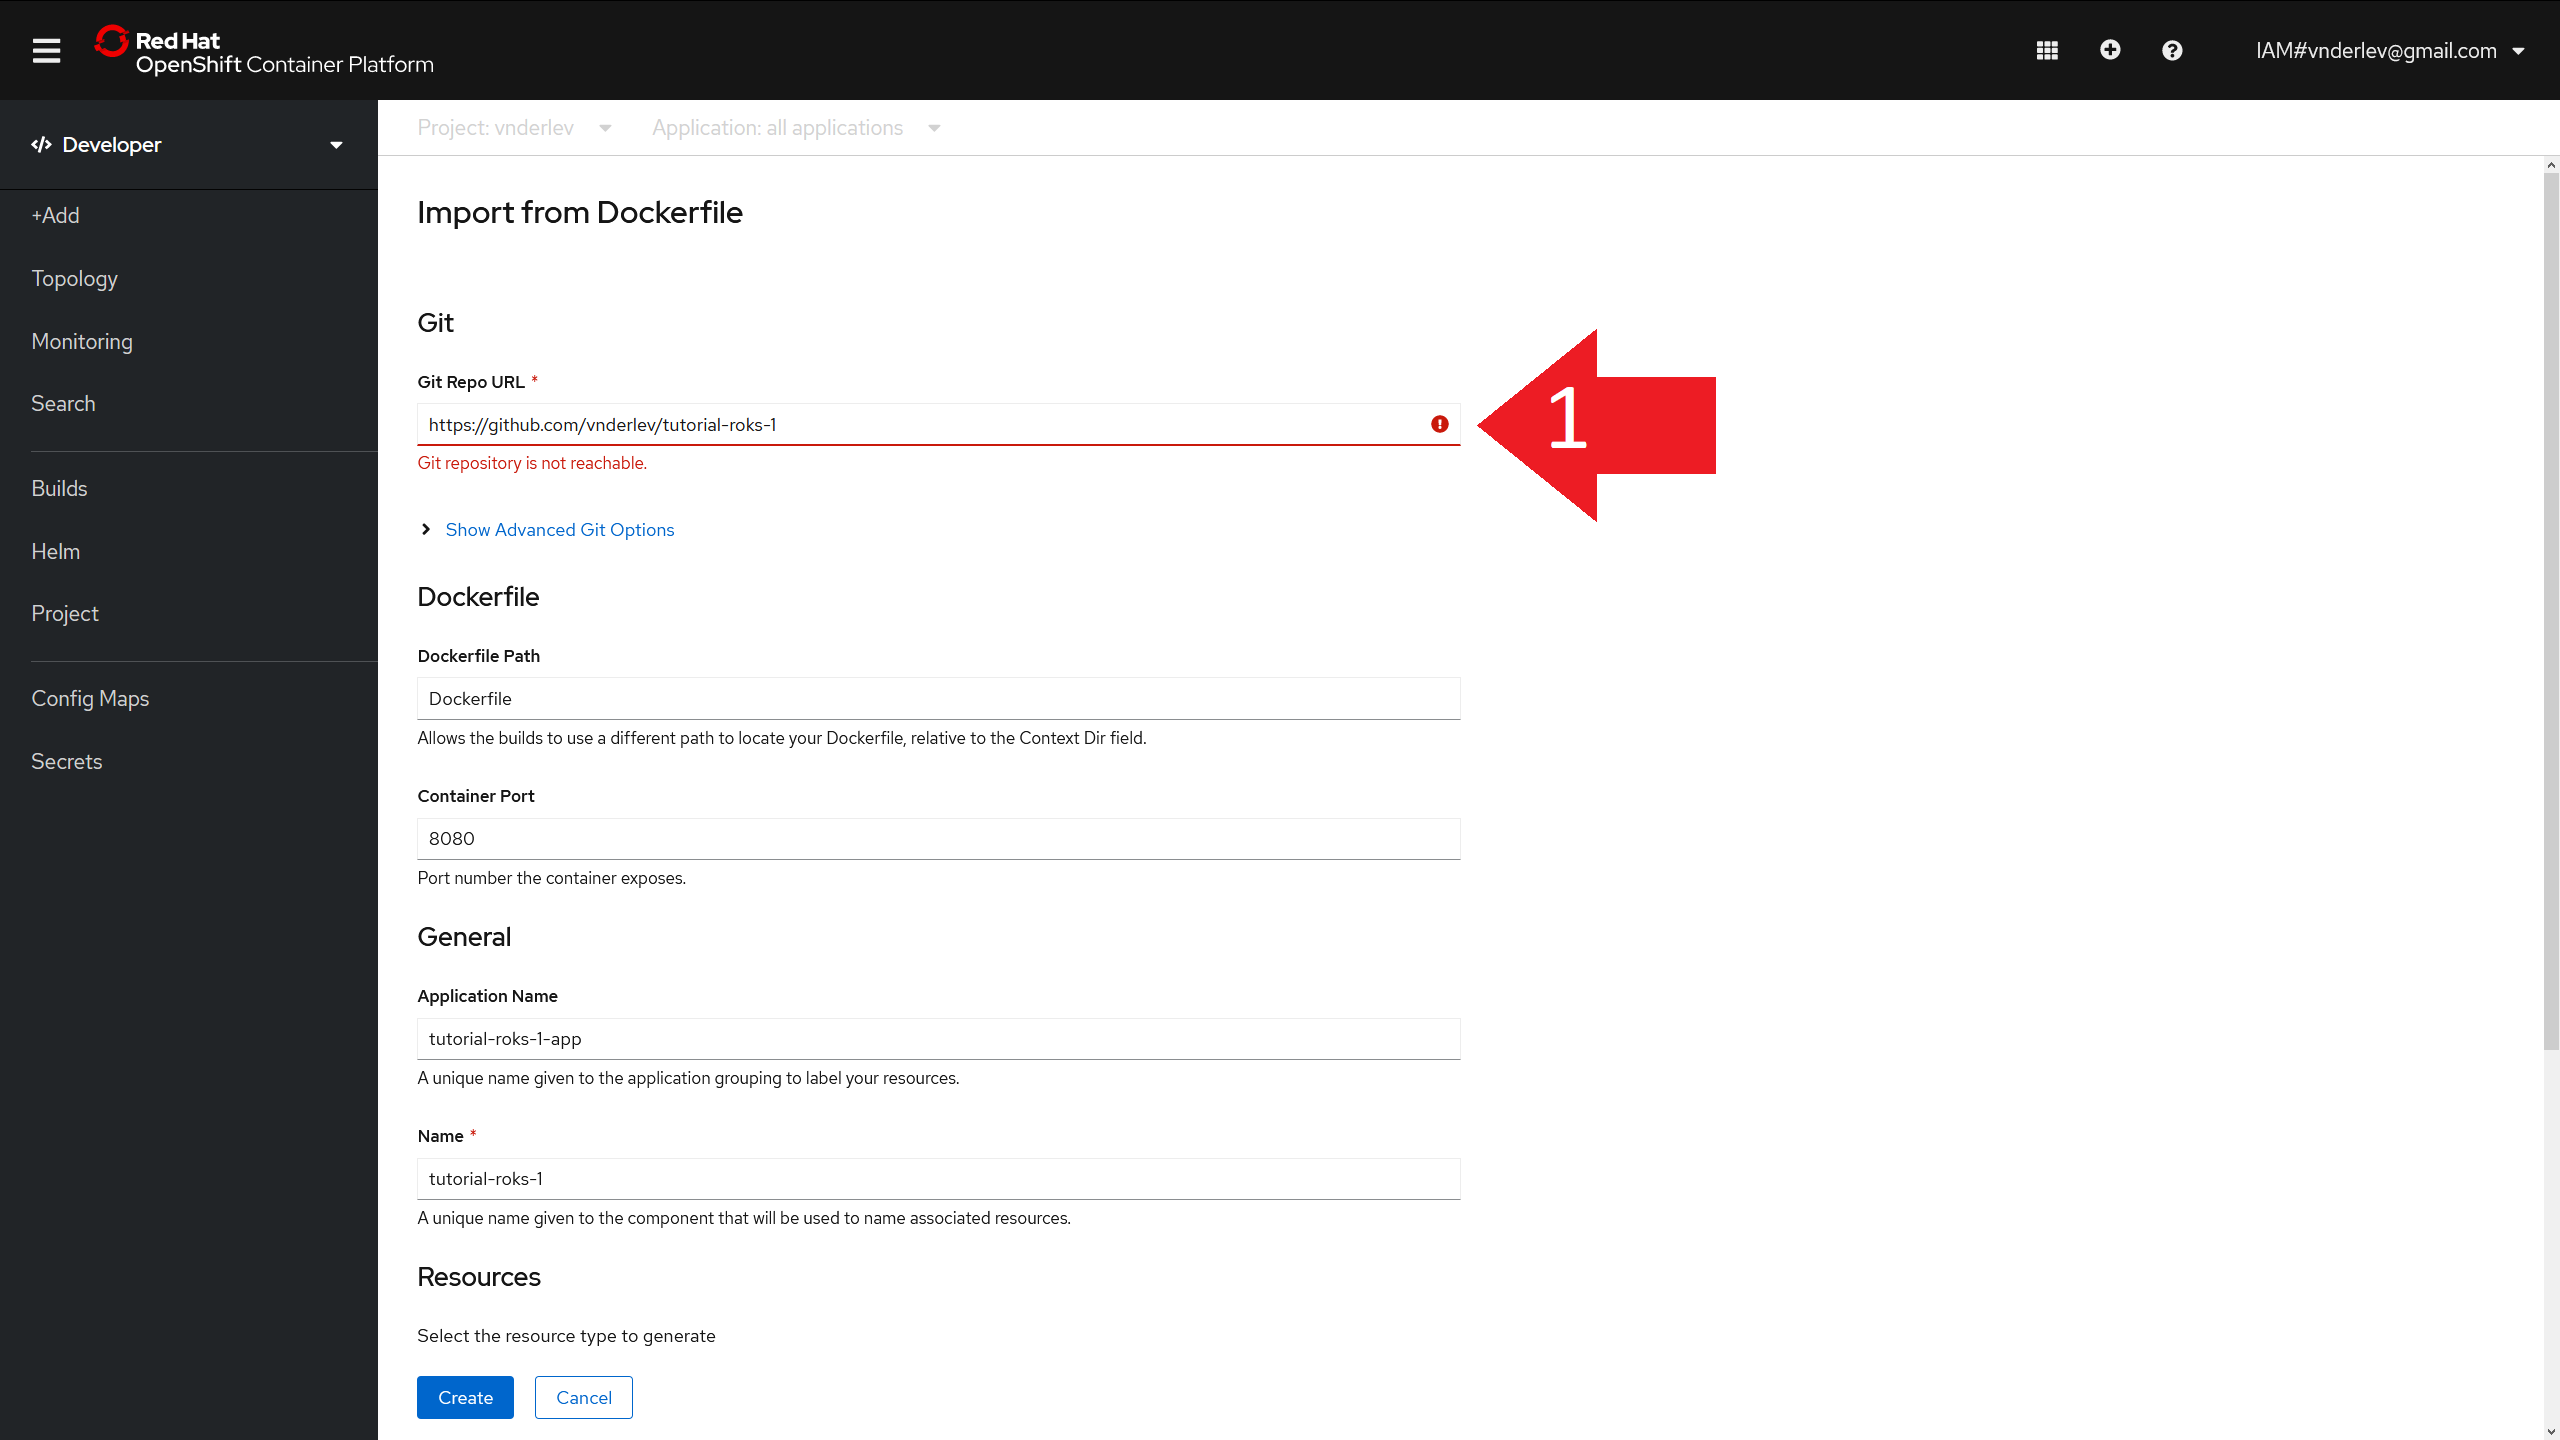 Red Hat
OpenShift Container Platform
IAM#vnderlev@gmail.com
Developer
+Add
Topology
Monitoring
Search
Builds
Helm
Project
Config Maps
Secrets
Project: vnderlev
Application: all applications
Import from Dockerfile
Git
Git Repo URL *
https://github.com/vnderlev/tutorial-roks-1
1
Git repository is not reachable.
Show Advanced Git Options
Dockerfile
Dockerfile Path
Dockerfile
Allows the builds to use a different path to locate your Dockerfile, relative to the Context Dir field.
Container Port
8080
Port number the container exposes.
General
Application Name
tutorial-roks-1-app
A unique name given to the application grouping to label your resources.
Name *
tutorial-roks-1
A unique name given to the component that will be used to name associated resources.
Resources
Select the resource type to generate
Create
Cancel